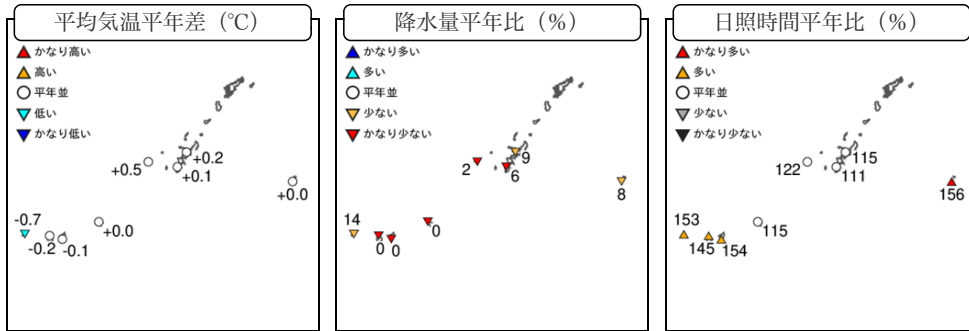 平均気温平年差（℃）
かなり高い
高い
平年並
低い
かなり低い
+0.2
+0.5
+0.1
+0.0
-0.7
+0.0
-0.2
-0.1
降水量平年比（%）
かなり多い
多い
平年並
少ない
かなり少ない
9
2
6
8
14
0
0
0
日照時間平年比（%）
かなり多い
多い
平年並
少ない
かなり少ない
115
122
111
156
153
115
145
154